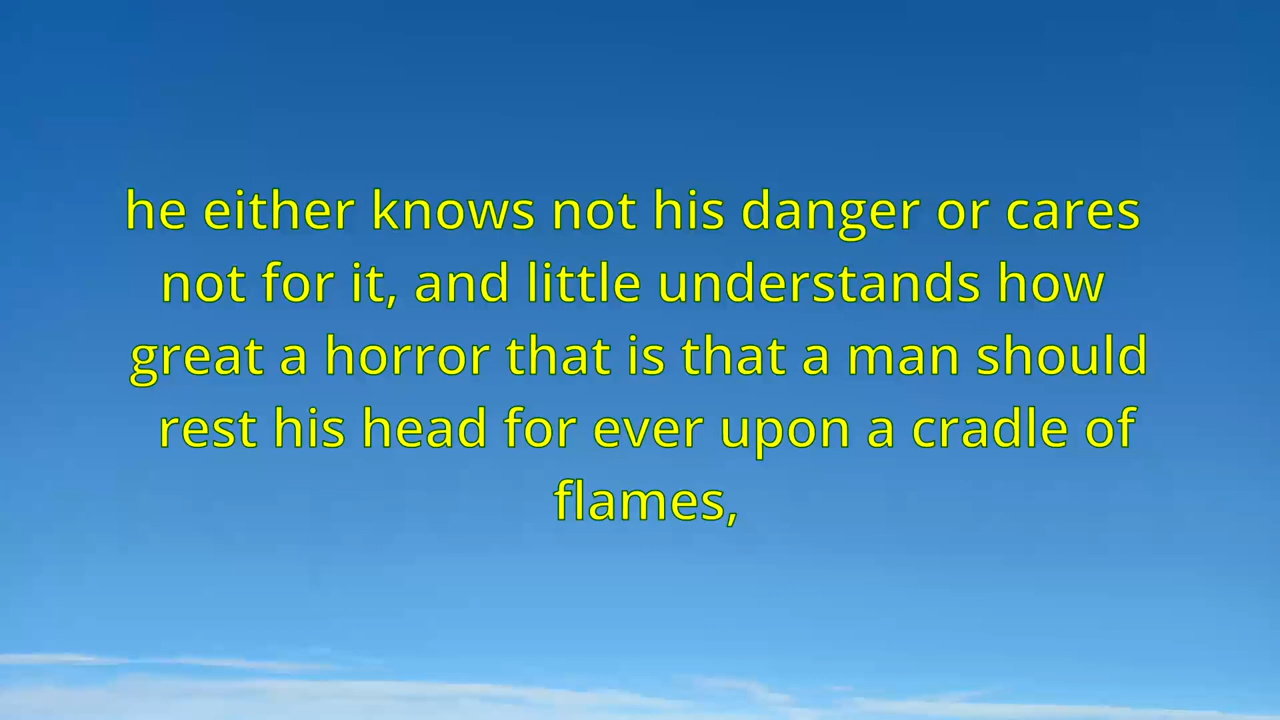 he either knows not his danger or cares
not for it, and little understands how
great a horror that is that a man should
rest his head for ever upon a cradle of
flames,